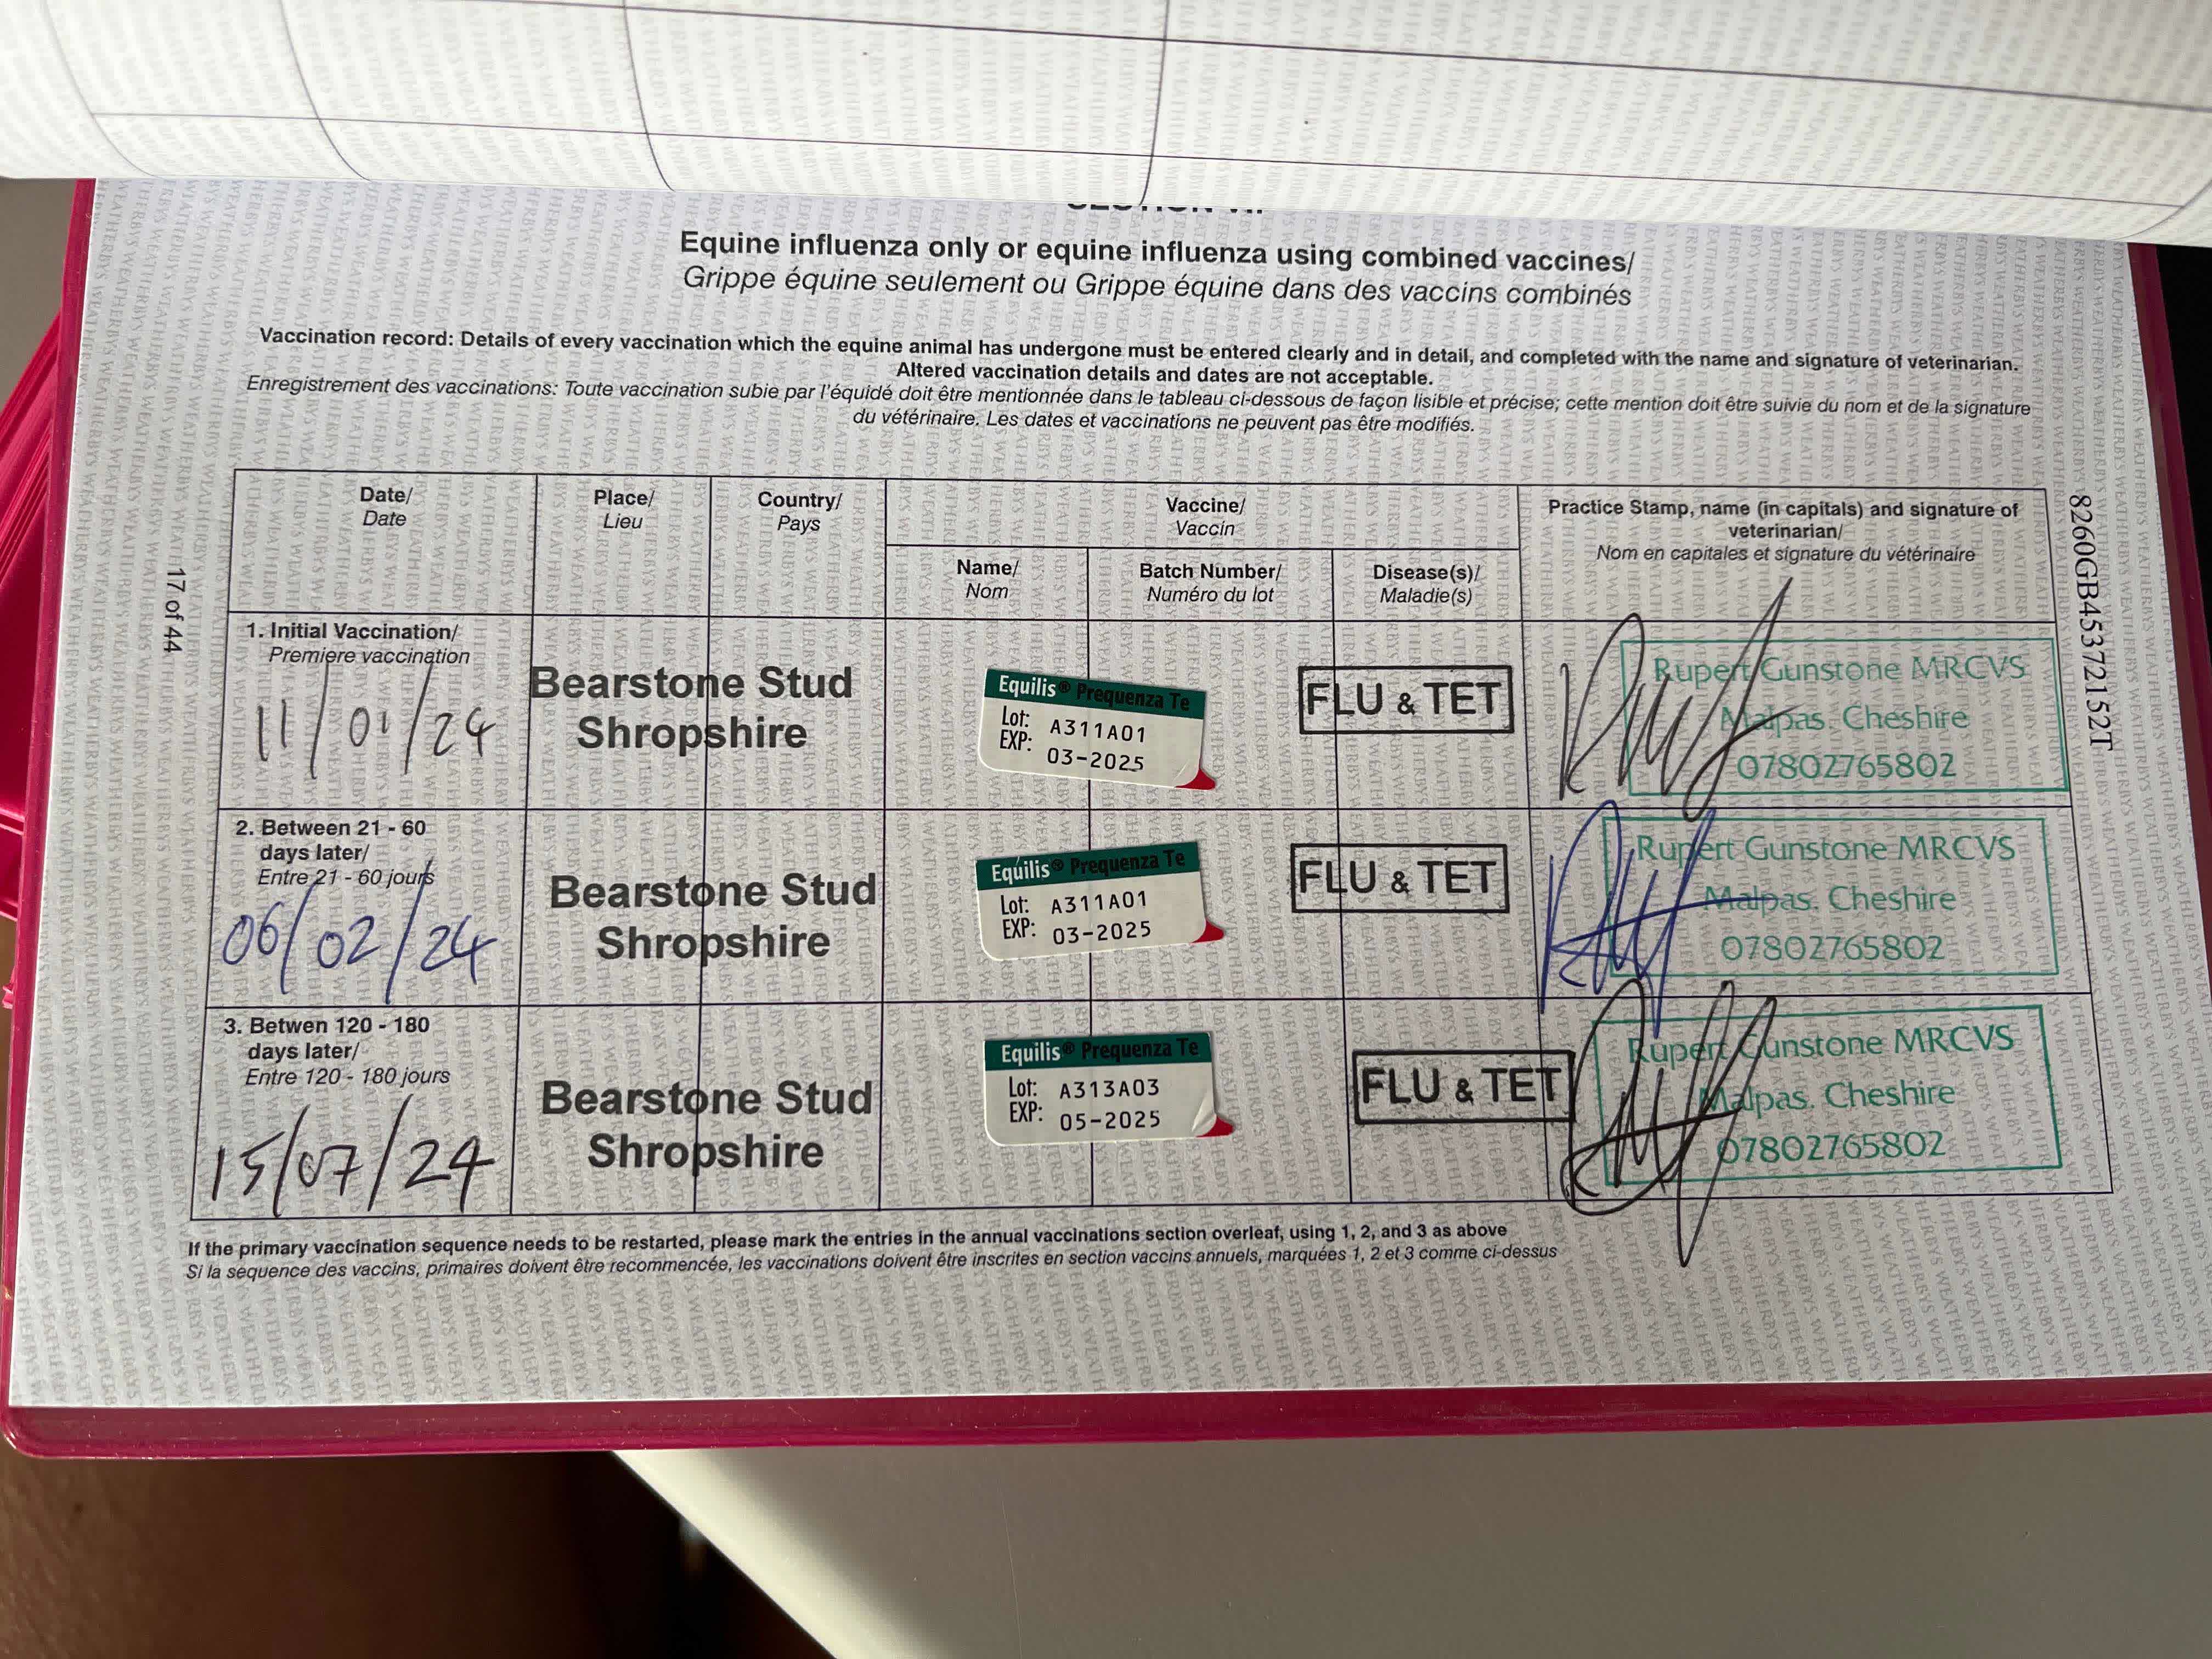 Equine influenza only or equine influenza using combined vaccines/
Grippe équine seulement ou Grippe équine dans des vaccins combinés
Vaccination record: Details of every vaccination which the equine animal has undergone must be entered clearly and in detail, and completed with the name and signature of veterinarian.
Altered vaccination details and dates are not acceptable.
Enregistrement des vaccinations: Toute vaccination subie par l'équidé doit être mentionnée dans le tableau ci-dessous de façon lisible et précise; cette mention doit être suivie du nom et de la signature
du vétérinaire. Les dates et vaccinations ne peuvent pas être modifiés.
Date/
Date
Place/
Lieu
Country/
Pays
Vaccine/
Vaccin
Name/
Nom
Batch Number/
Numéro du lot
Disease(s)/
Maladie(s)
Practice Stamp, name (in capitals) and signature of
veterinarian/
Nom en capitales et signature du vétérinaire
1. Initial Vaccination/
Premiere vaccination
11/01/24
Bearstone Stud
Shropshire
Equilis® Prequenza Te
Lot: A311A01
EXP: 03-2025
FLU & TET
Rupert Gunstone MRCVS
Malpas. Cheshire
07802765802
2. Between 21 - 60
days later/
Entre 21 - 60 jours
06/02/24
Bearstone Stud
Shropshire
Equilis® Prequenza Te
Lot: A311A01
EXP: 03-2025
FLU & TET
Rupert Gunstone MRCVS
Malpas. Cheshire
07802765802
3. Betwen 120 - 180
days later/
Entre 120 - 180 jours
15/07/24
Bearstone Stud
Shropshire
Equilis® Prequenza Te
Lot: A313A03
EXP: 05-2025
FLU & TET
Rupert Gunstone MRCVS
Malpas. Cheshire
07802765802
If the primary vaccination sequence needs to be restarted, please mark the entries in the annual vaccinations section overleaf, using 1, 2, and 3 as above
Si la séquence des vaccins, primaires doivent être recommencée, les vaccinations doivent être inscrites en section vaccins annuels, marquées 1, 2 et 3 comme ci-dessus
17 of 44
8260GB45372152T
WEATHERBYS